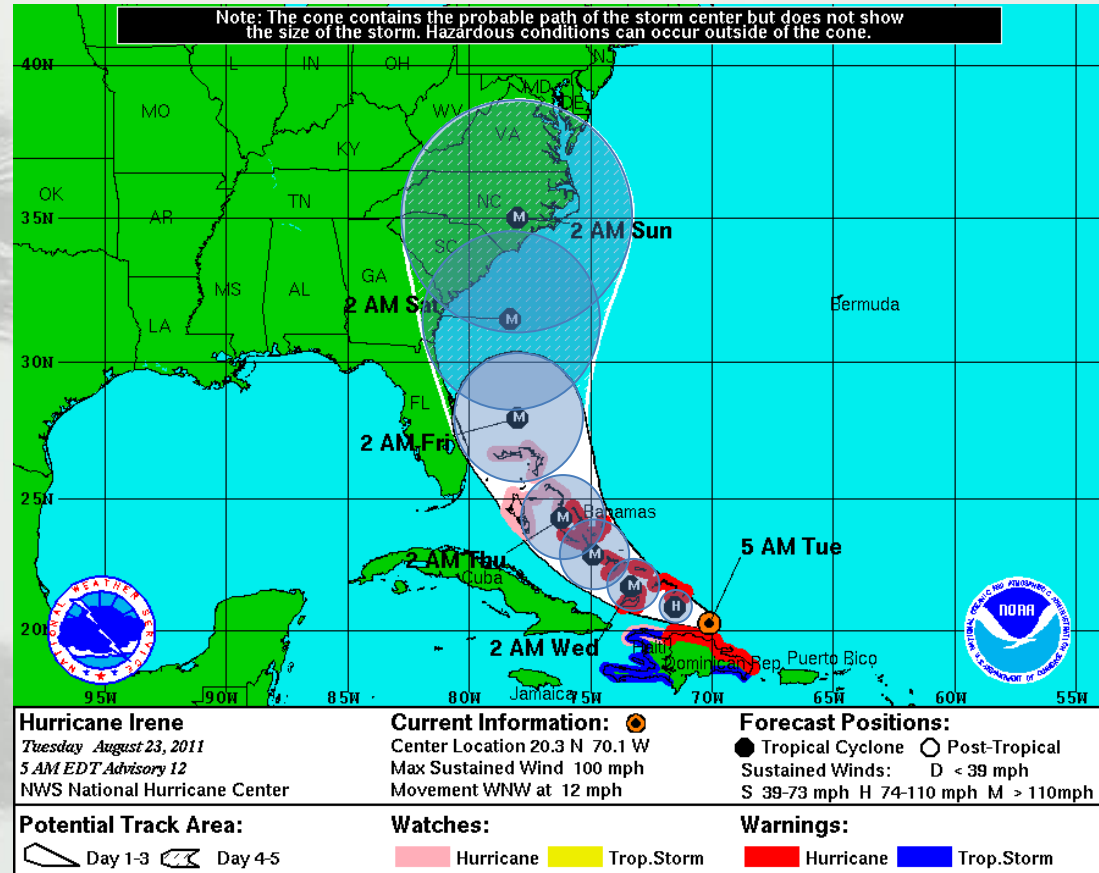 Note: The cone contains the probable path of the storm center but does not show
the size of the storm. Hazardous conditions can occur outside of the cone.
40N
IL
IN
OH
NJ
MD
DE
MO
WV
VA
KY
OK
TN
NC
AR
35N
2 AM Sun
SC
GA
MS
AL
2 AM Sat
Bermuda
LA
30N
FL
2 AM Fri
25N
Bahamas
2 AM Thu
5 AM Tue
Cuba
20N
2 AM Wed
Haiti
Dominican Rep
Puerto Rico
Jamaica
M
M
M
M
M
M
H
NATIONAL WEATHER SERVICE
NOAA
95W 90W 85W 80W 75W 70W 65W 60W 55W
Hurricane Irene
Tuesday August 23, 2011
5 AM EDT Advisory 12
NWS National Hurricane Center
Current Information:
Center Location 20.3 N 70.1 W
Max Sustained Wind 100 mph
Movement WNW at 12 mph
Forecast Positions:
Tropical Cyclone Post-Tropical
Sustained Winds: D < 39 mph
S 39-73 mph H 74-110 mph M > 110mph
Potential Track Area:
Day 1-3 Day 4-5
Watches:
Hurricane Trop.Storm
Warnings:
Hurricane Trop.Storm